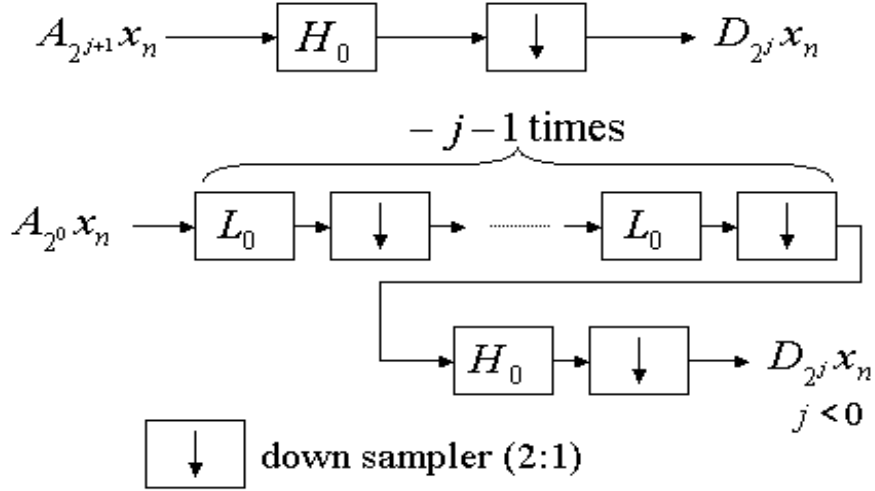 A_{2^{j+1}}x_n → H_0 → ↓ → D_{2^j}x_n
– j – 1 times
A_{2^0}x_n → L_0 → ↓ → ········ → L_0 → ↓
H_0 → ↓ → D_{2^j}x_n
j < 0
↓ down sampler (2:1)